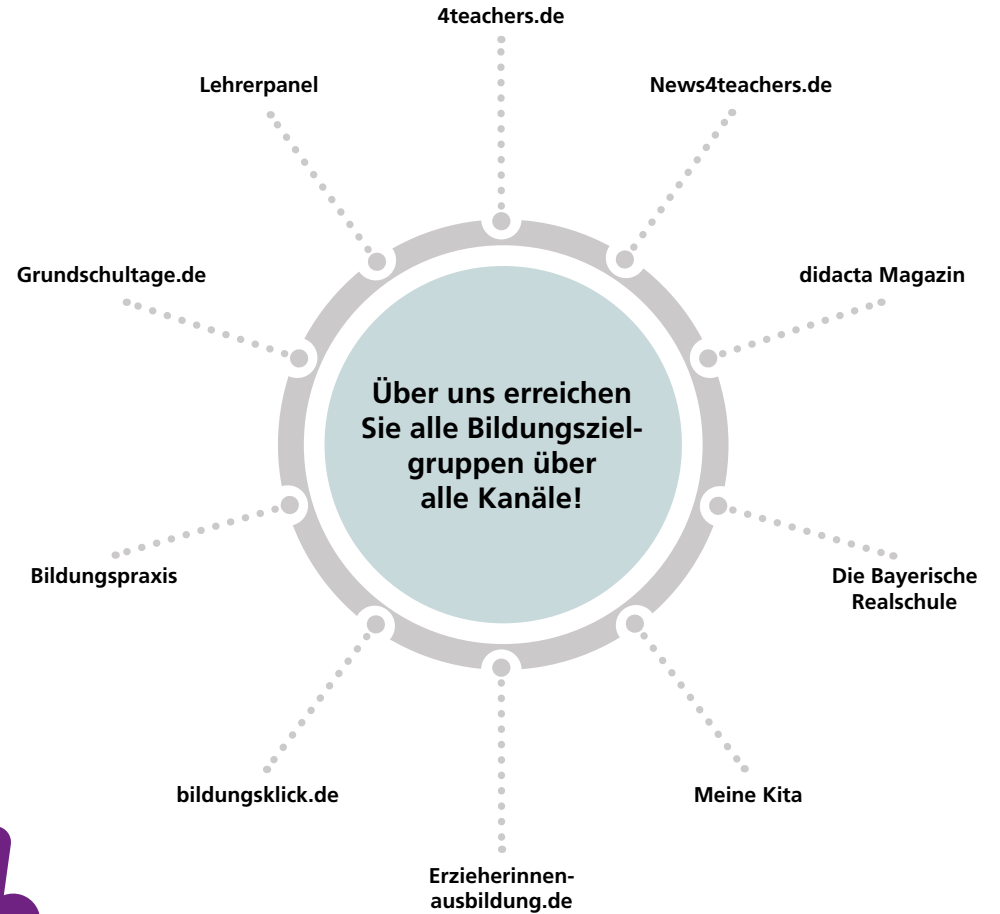 4teachers.de
Lehrerpanel
News4teachers.de
Grundschultage.de
didacta Magazin
Über uns erreichen
Sie alle Bildungsziel-
gruppen über
alle Kanäle!
Bildungspraxis
Die Bayerische
Realschule
bildungsklick.de
Meine Kita
Erzieherinnen-
ausbildung.de